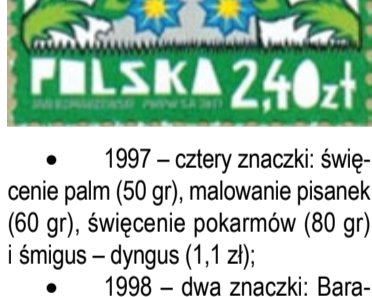 POLSKA 2,40zł
• 1997 – cztery znaczki: świę-
cenie palm (50 gr), malowanie pisanek
(60 gr), święcenie pokarmów (80 gr)
i śmigus – dyngus (1,1 zł);
• 1998 – dwa znaczki: Bara-